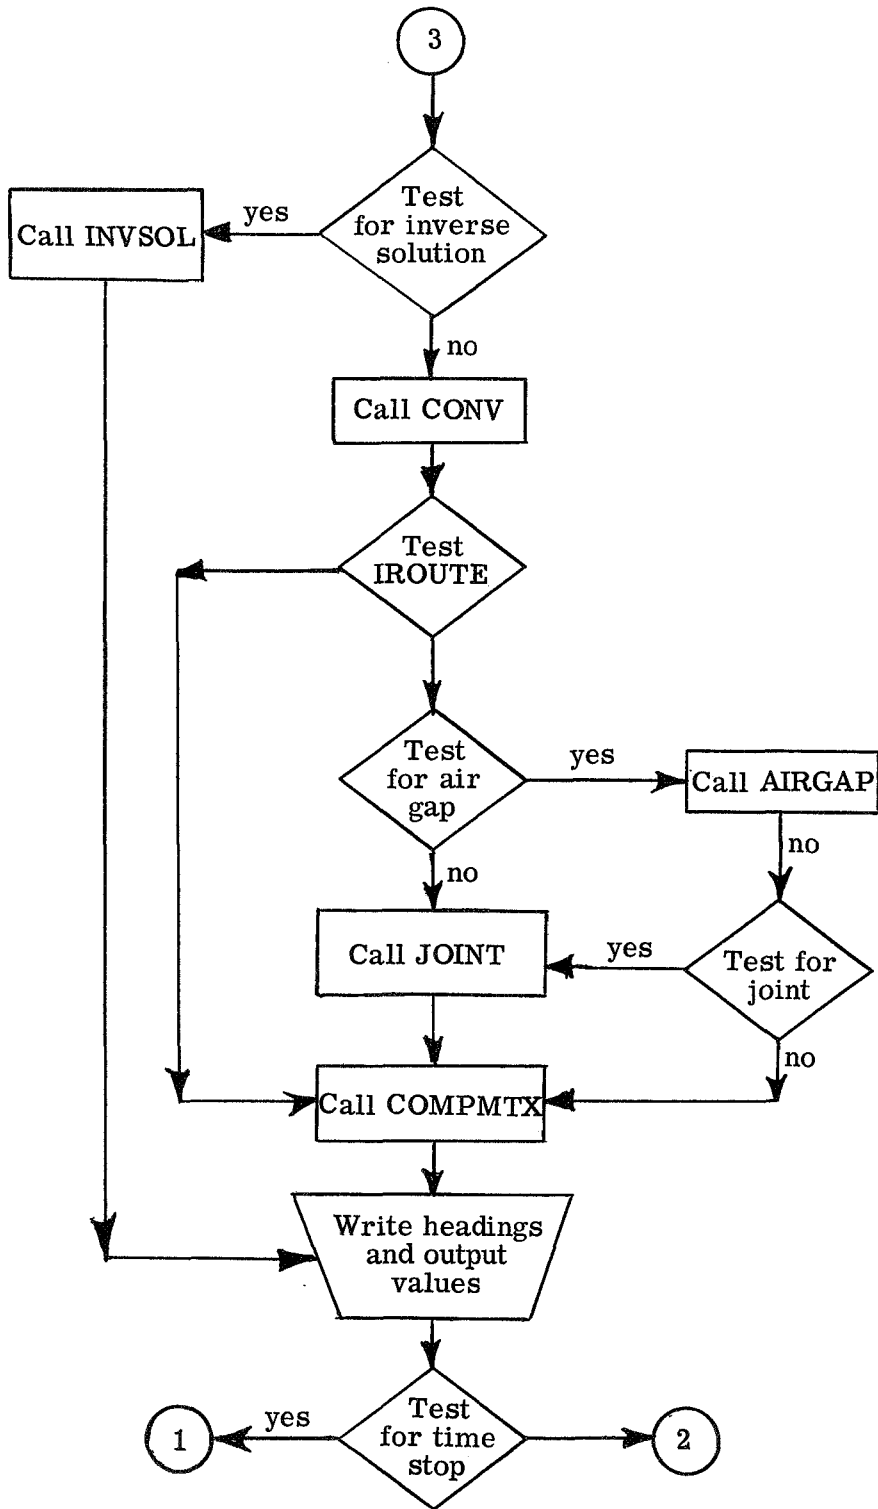 3
Test
for inverse
solution
yes
Call INVSOL
no
Call CONV
Test
IROUTE
Test
for air
gap
yes
Call AIRGAP
no
no
Call JOINT
yes
Test for
joint
no
Call COMPMTX
Write headings
and output
values
Test
for time
stop
yes
1
2